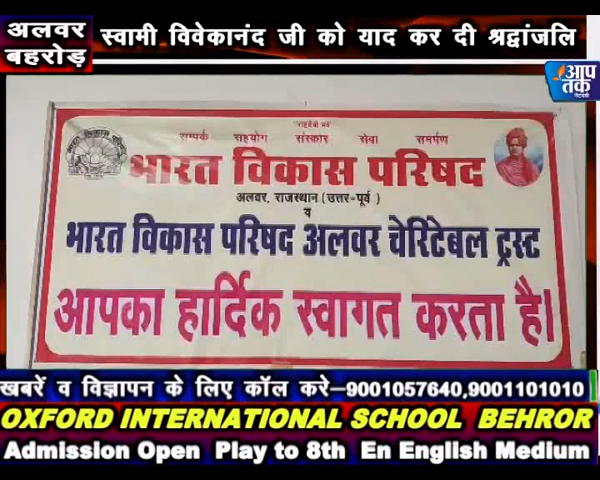 अलवर
बहरोड़
स्वामी विवेकानंद जी को याद कर दी श्रद्वांजलि
आप
तक
सम्पर्क सहयोग संस्कार सेवा समर्पण
भारत विकास परिषद
अलवर, राजस्थान (उत्तर-पूर्व)
व
भारत विकास परिषद अलवर चेरिटेबल ट्रस्ट
आपका हार्दिक स्वागत करता है।
खबरें व विज्ञापन के लिए कॉल करे–9001057640,9001101010
OXFORD INTERNATIONAL SCHOOL BEHROR
Admission Open Play to 8th En English Medium